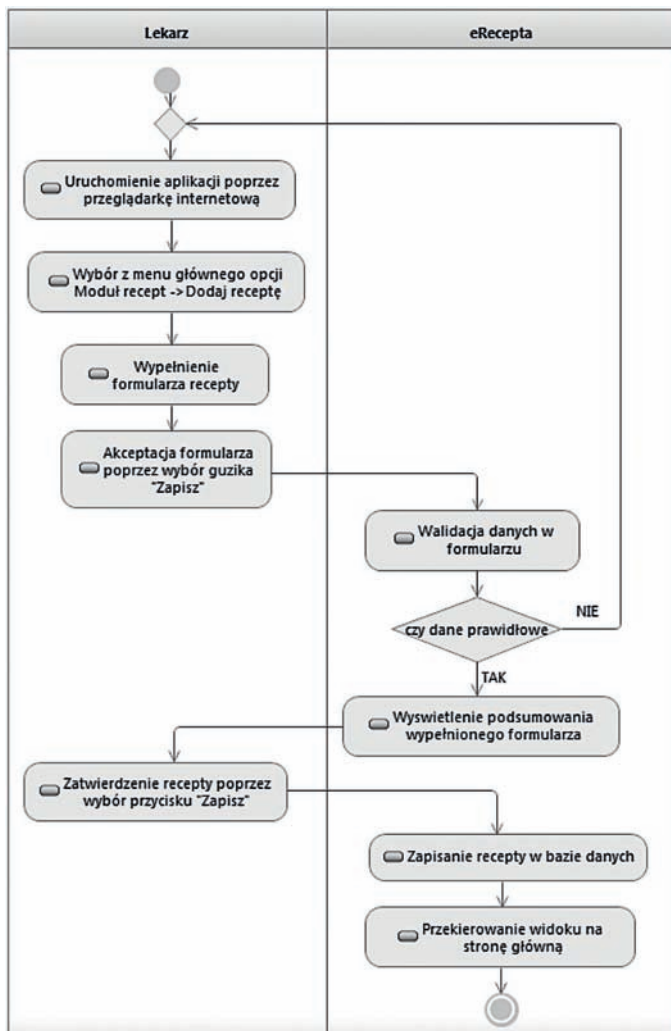 Lekarz
eRecepta
Uruchomienie aplikacji poprzez
przeglądarkę internetową
Wybór z menu głównego opcji
Moduł recept ->Dodaj receptę
Wypełnienie
formularza recepty
Akceptacja formularza
poprzez wybór guzika
"Zapisz"
Walidacja danych w
formularzu
czy dane prawidłowe
NIE
TAK
Wyswietlenie podsumowania
wypełnionego formularza
Zatwierdzenie recepty poprzez
wybór przycisku "Zapisz"
Zapisanie recepty w bazie danych
Przekierowanie widoku na
stronę główną